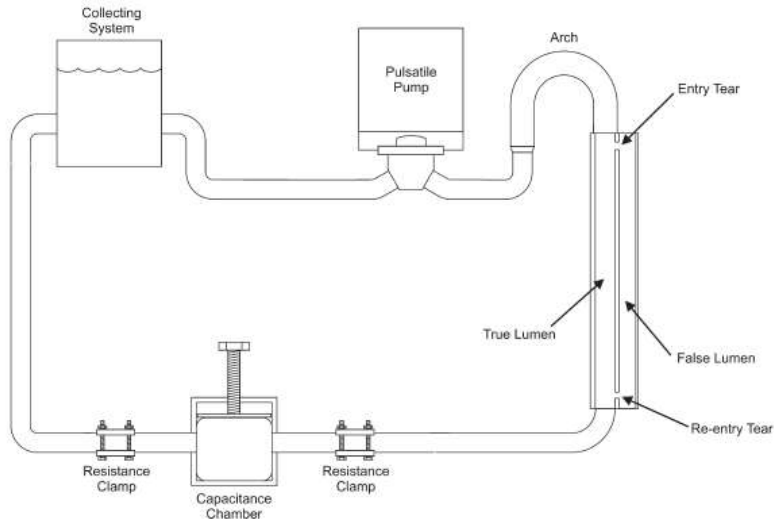 Collecting
System
Pulsatile
Pump
Arch
Entry Tear
True Lumen
False Lumen
Re-entry Tear
Resistance
Clamp
Capacitance
Chamber
Resistance
Clamp